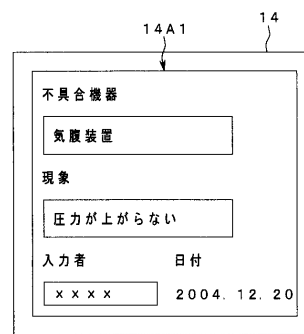 14A1
14
不具合機器
気腹装置
現象
圧力が上がらない
入力者 日付
×××× 2004.12.20